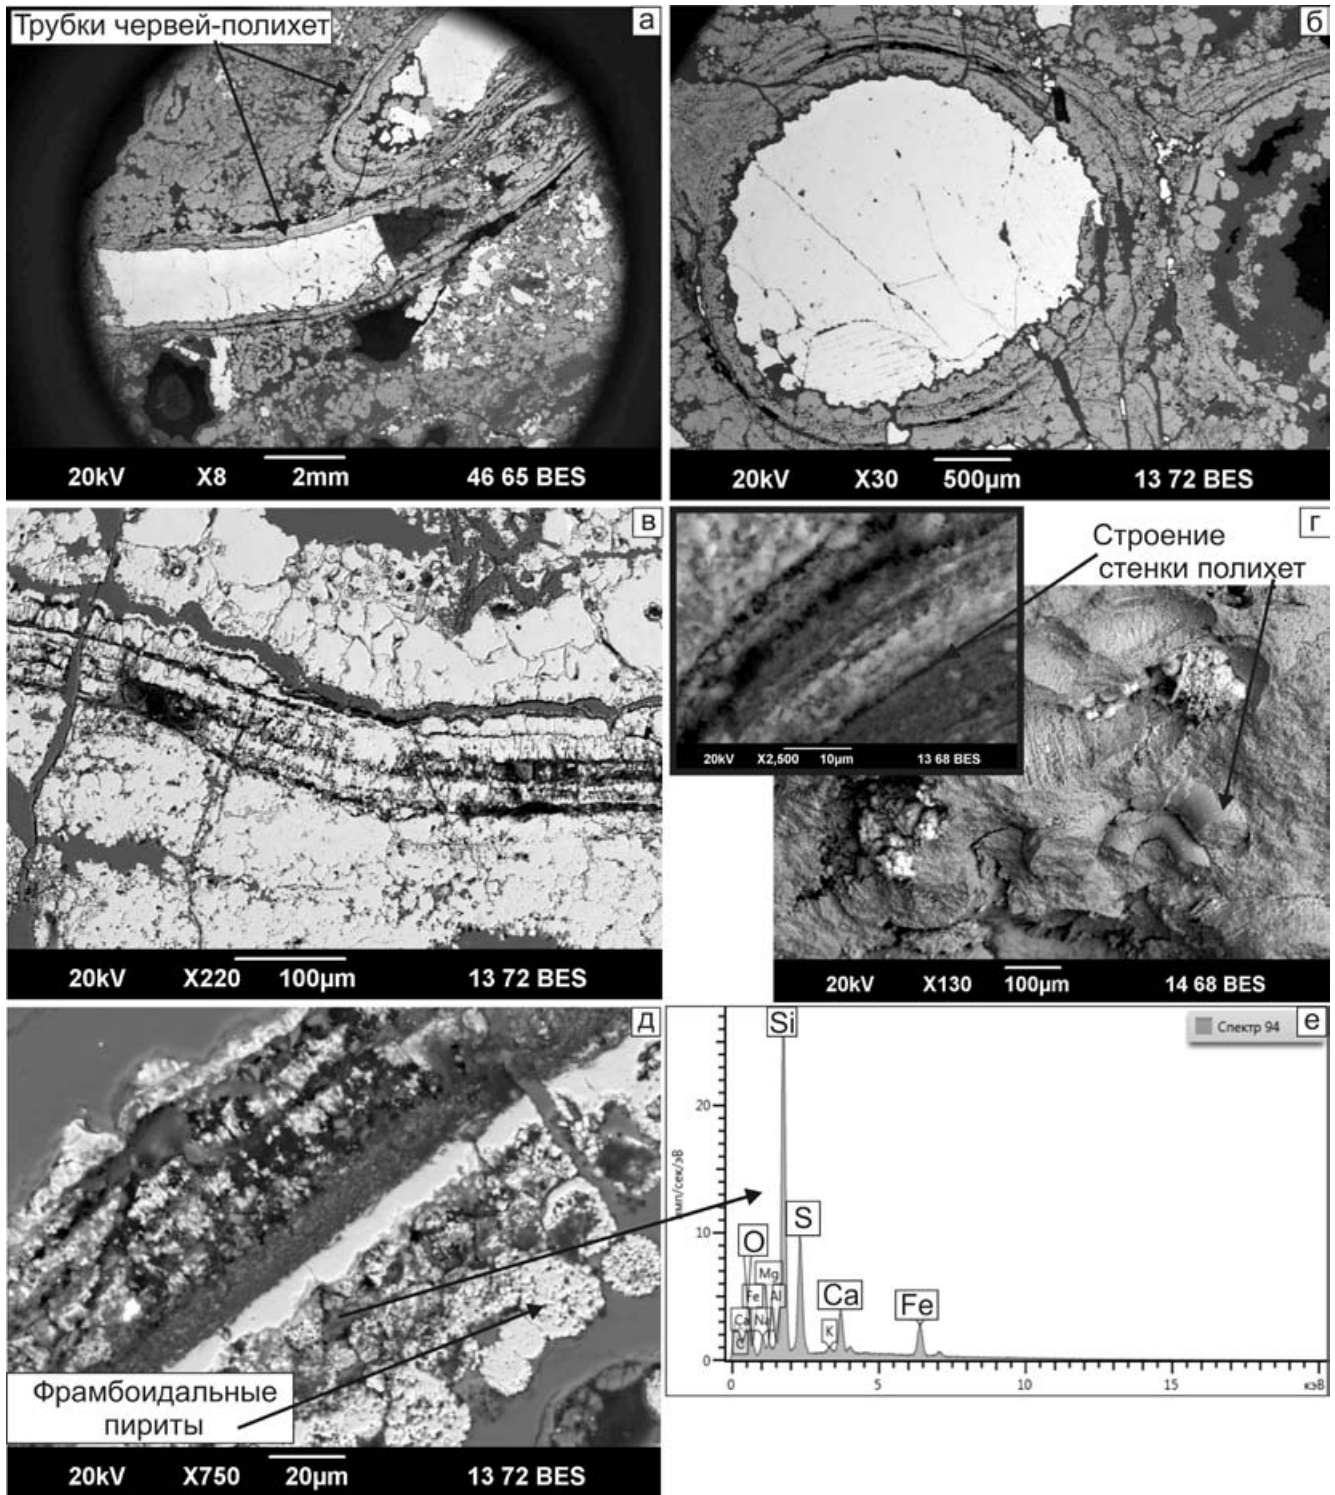 Трубки червей-полихет
а
20kV X8 2mm 46 65 BES
б
20kV X30 500µm 13 72 BES
в
20kV X220 100µm 13 72 BES
г
Строение
стенки полихет
20kV X2,500 10µm 13 68 BES
20kV X130 100µm 14 68 BES
д
Фрамбоидальные
пириты
20kV X750 20µm 13 72 BES
е
Спектр 94
Si
20
S
10
O
Mg
Fe
Al
Ca
Na
C
K
Ca
Fe
0
0 5 10 15 кэВ